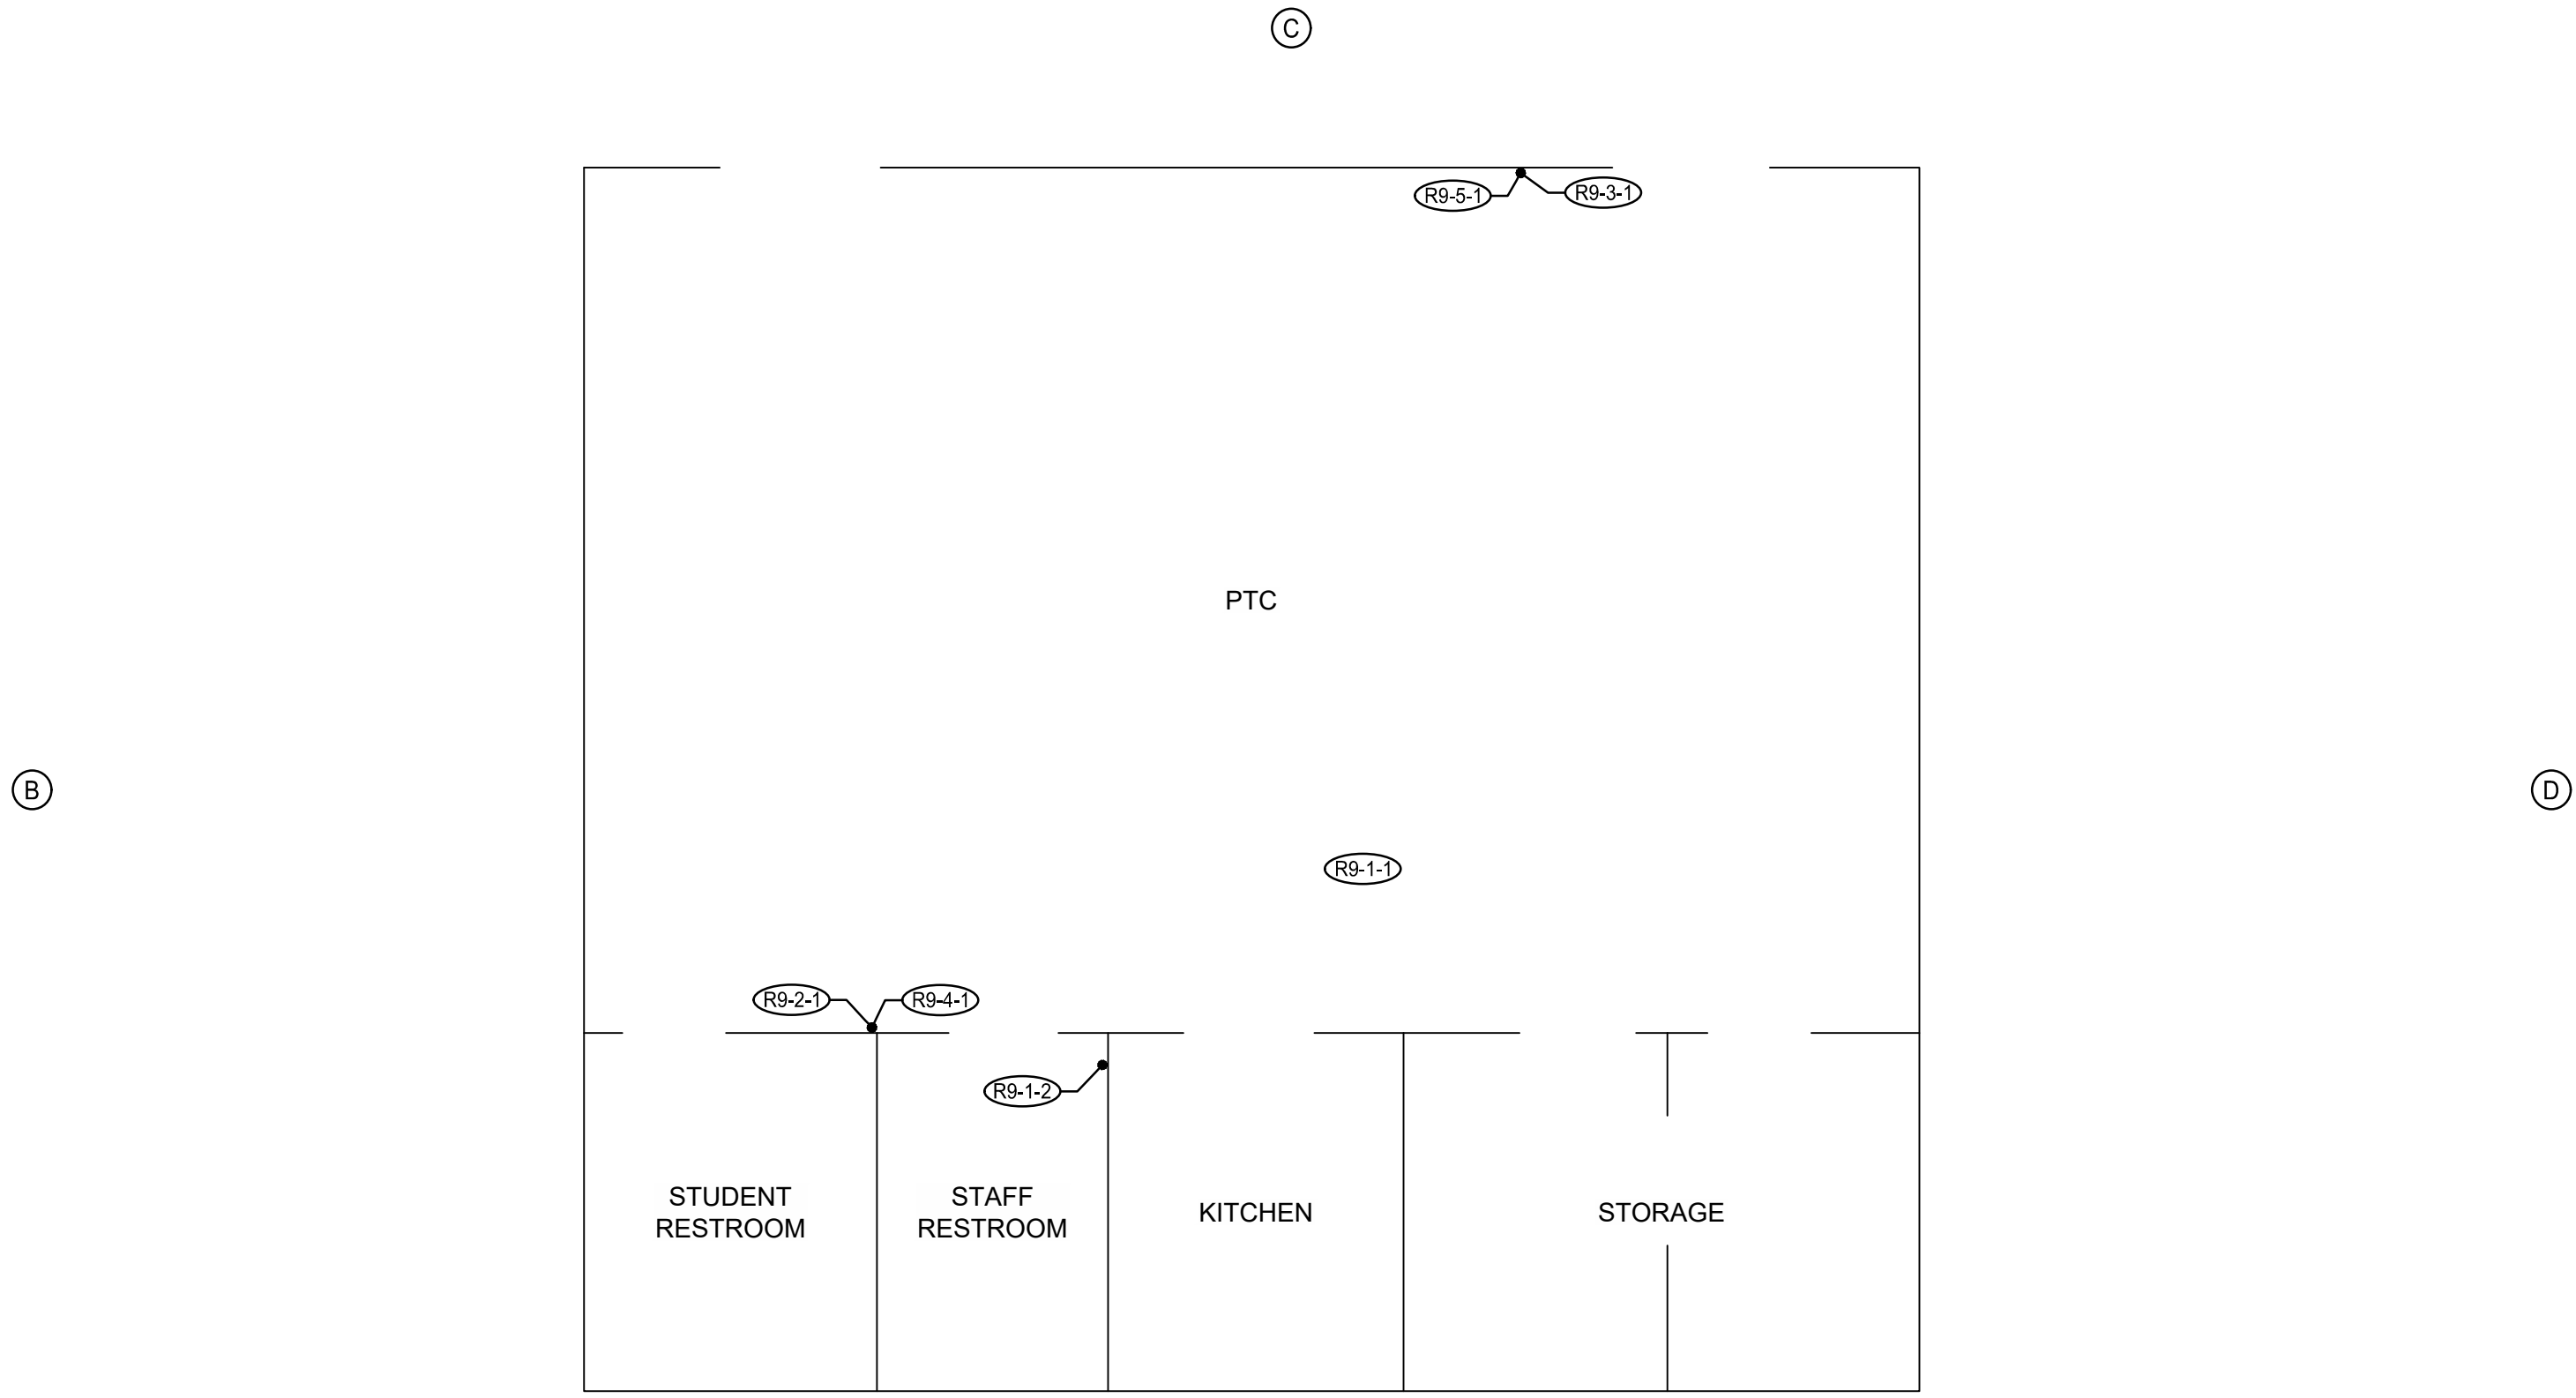 C
R9-5-1
R9-3-1
PTC
B
D
R9-1-1
R9-2-1
R9-4-1
R9-1-2
STUDENT
RESTROOM
STAFF
RESTROOM
KITCHEN
STORAGE